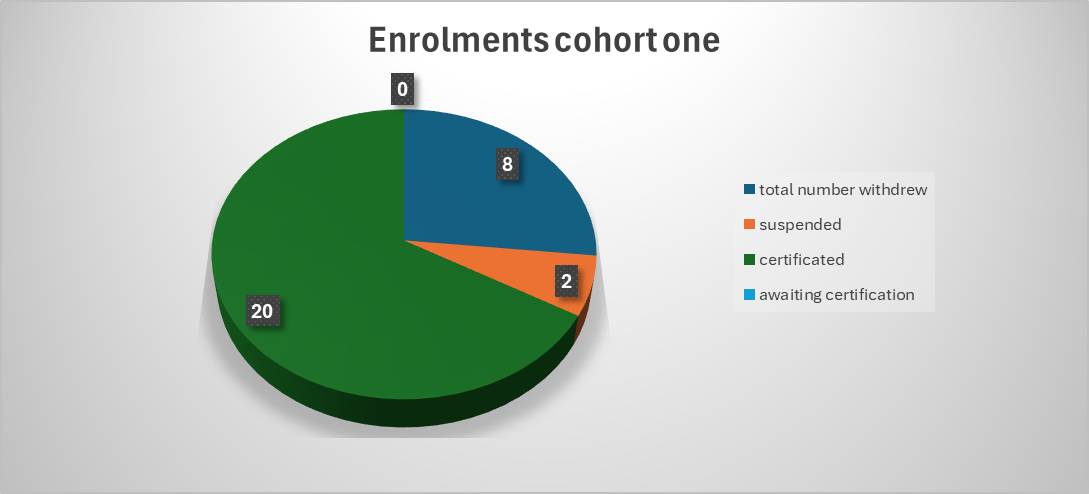 Enrolments cohort one
0
8
2
20
total number withdrew
suspended
certificated
awaiting certification